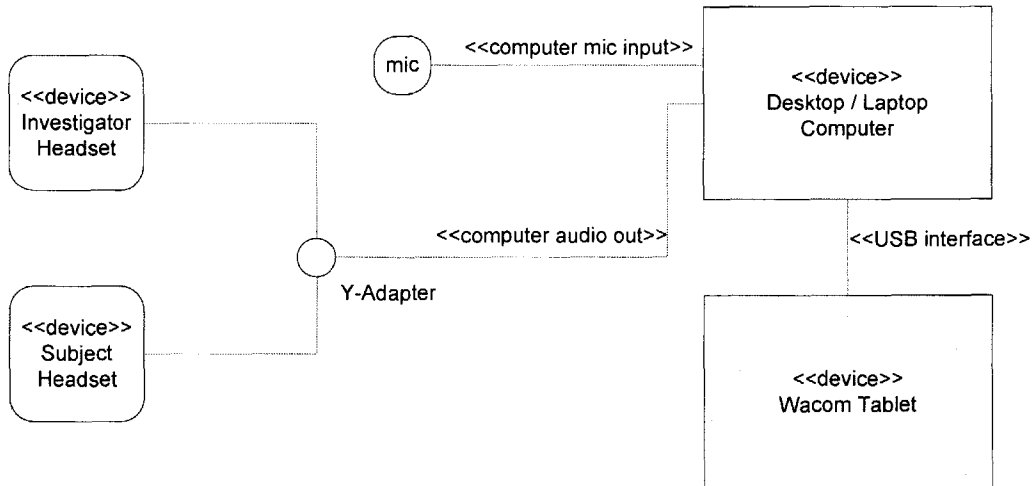 <<computer mic input>>
mic
<<device>>
Investigator
Headset
<<device>>
Desktop / Laptop
Computer
<<computer audio out>>
<<USB interface>>
Y-Adapter
<<device>>
Subject
Headset
<<device>>
Wacom Tablet